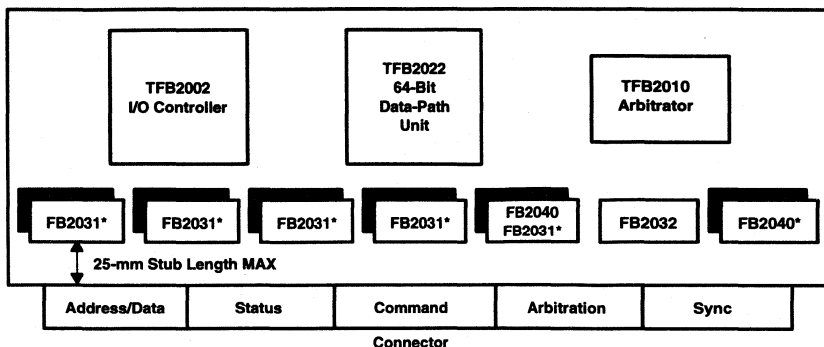 TFB2002
I/O Controller
TFB2022
64-Bit
Data-Path
Unit
TFB2010
Arbitrator
FB2031*
FB2031*
FB2031*
FB2031*
FB2040
FB2031*
FB2032
FB2040*
25-mm Stub Length MAX
Address/Data
Status
Command
Arbitration
Sync
Connector